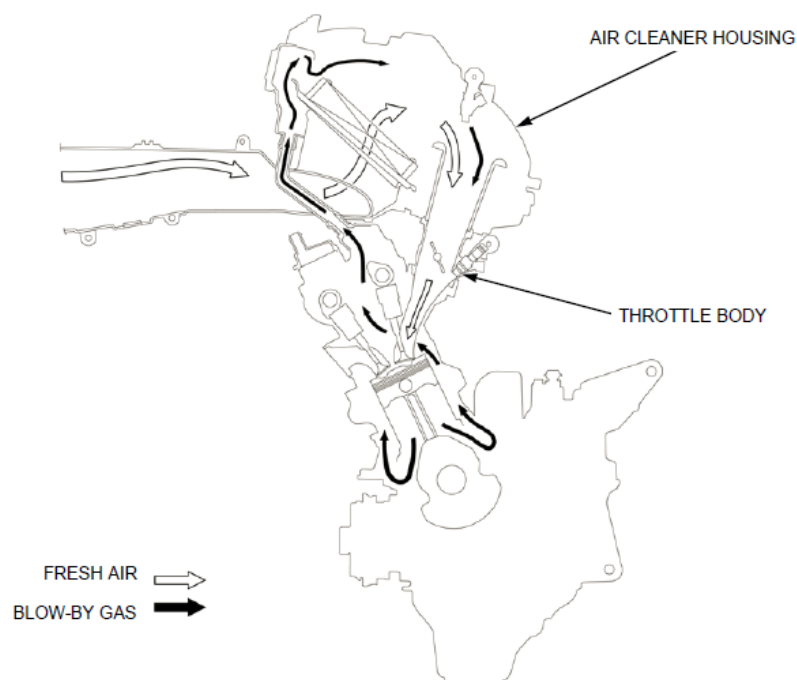 AIR CLEANER HOUSING
THROTTLE BODY
FRESH AIR
BLOW-BY GAS